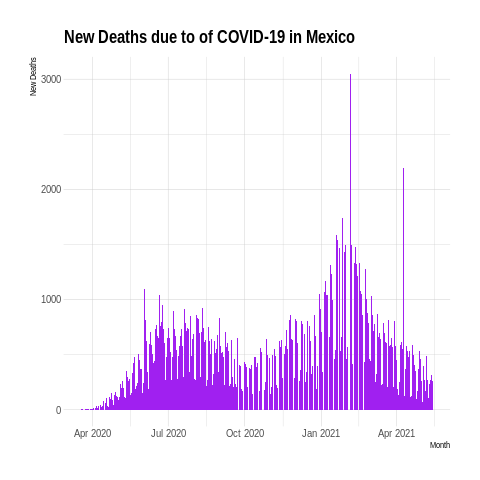 New Deaths due to of COVID-19 in Mexico
New Deaths
3000
2000
1000
0
Apr 2020 Jul 2020 Oct 2020 Jan 2021 Apr 2021
Month